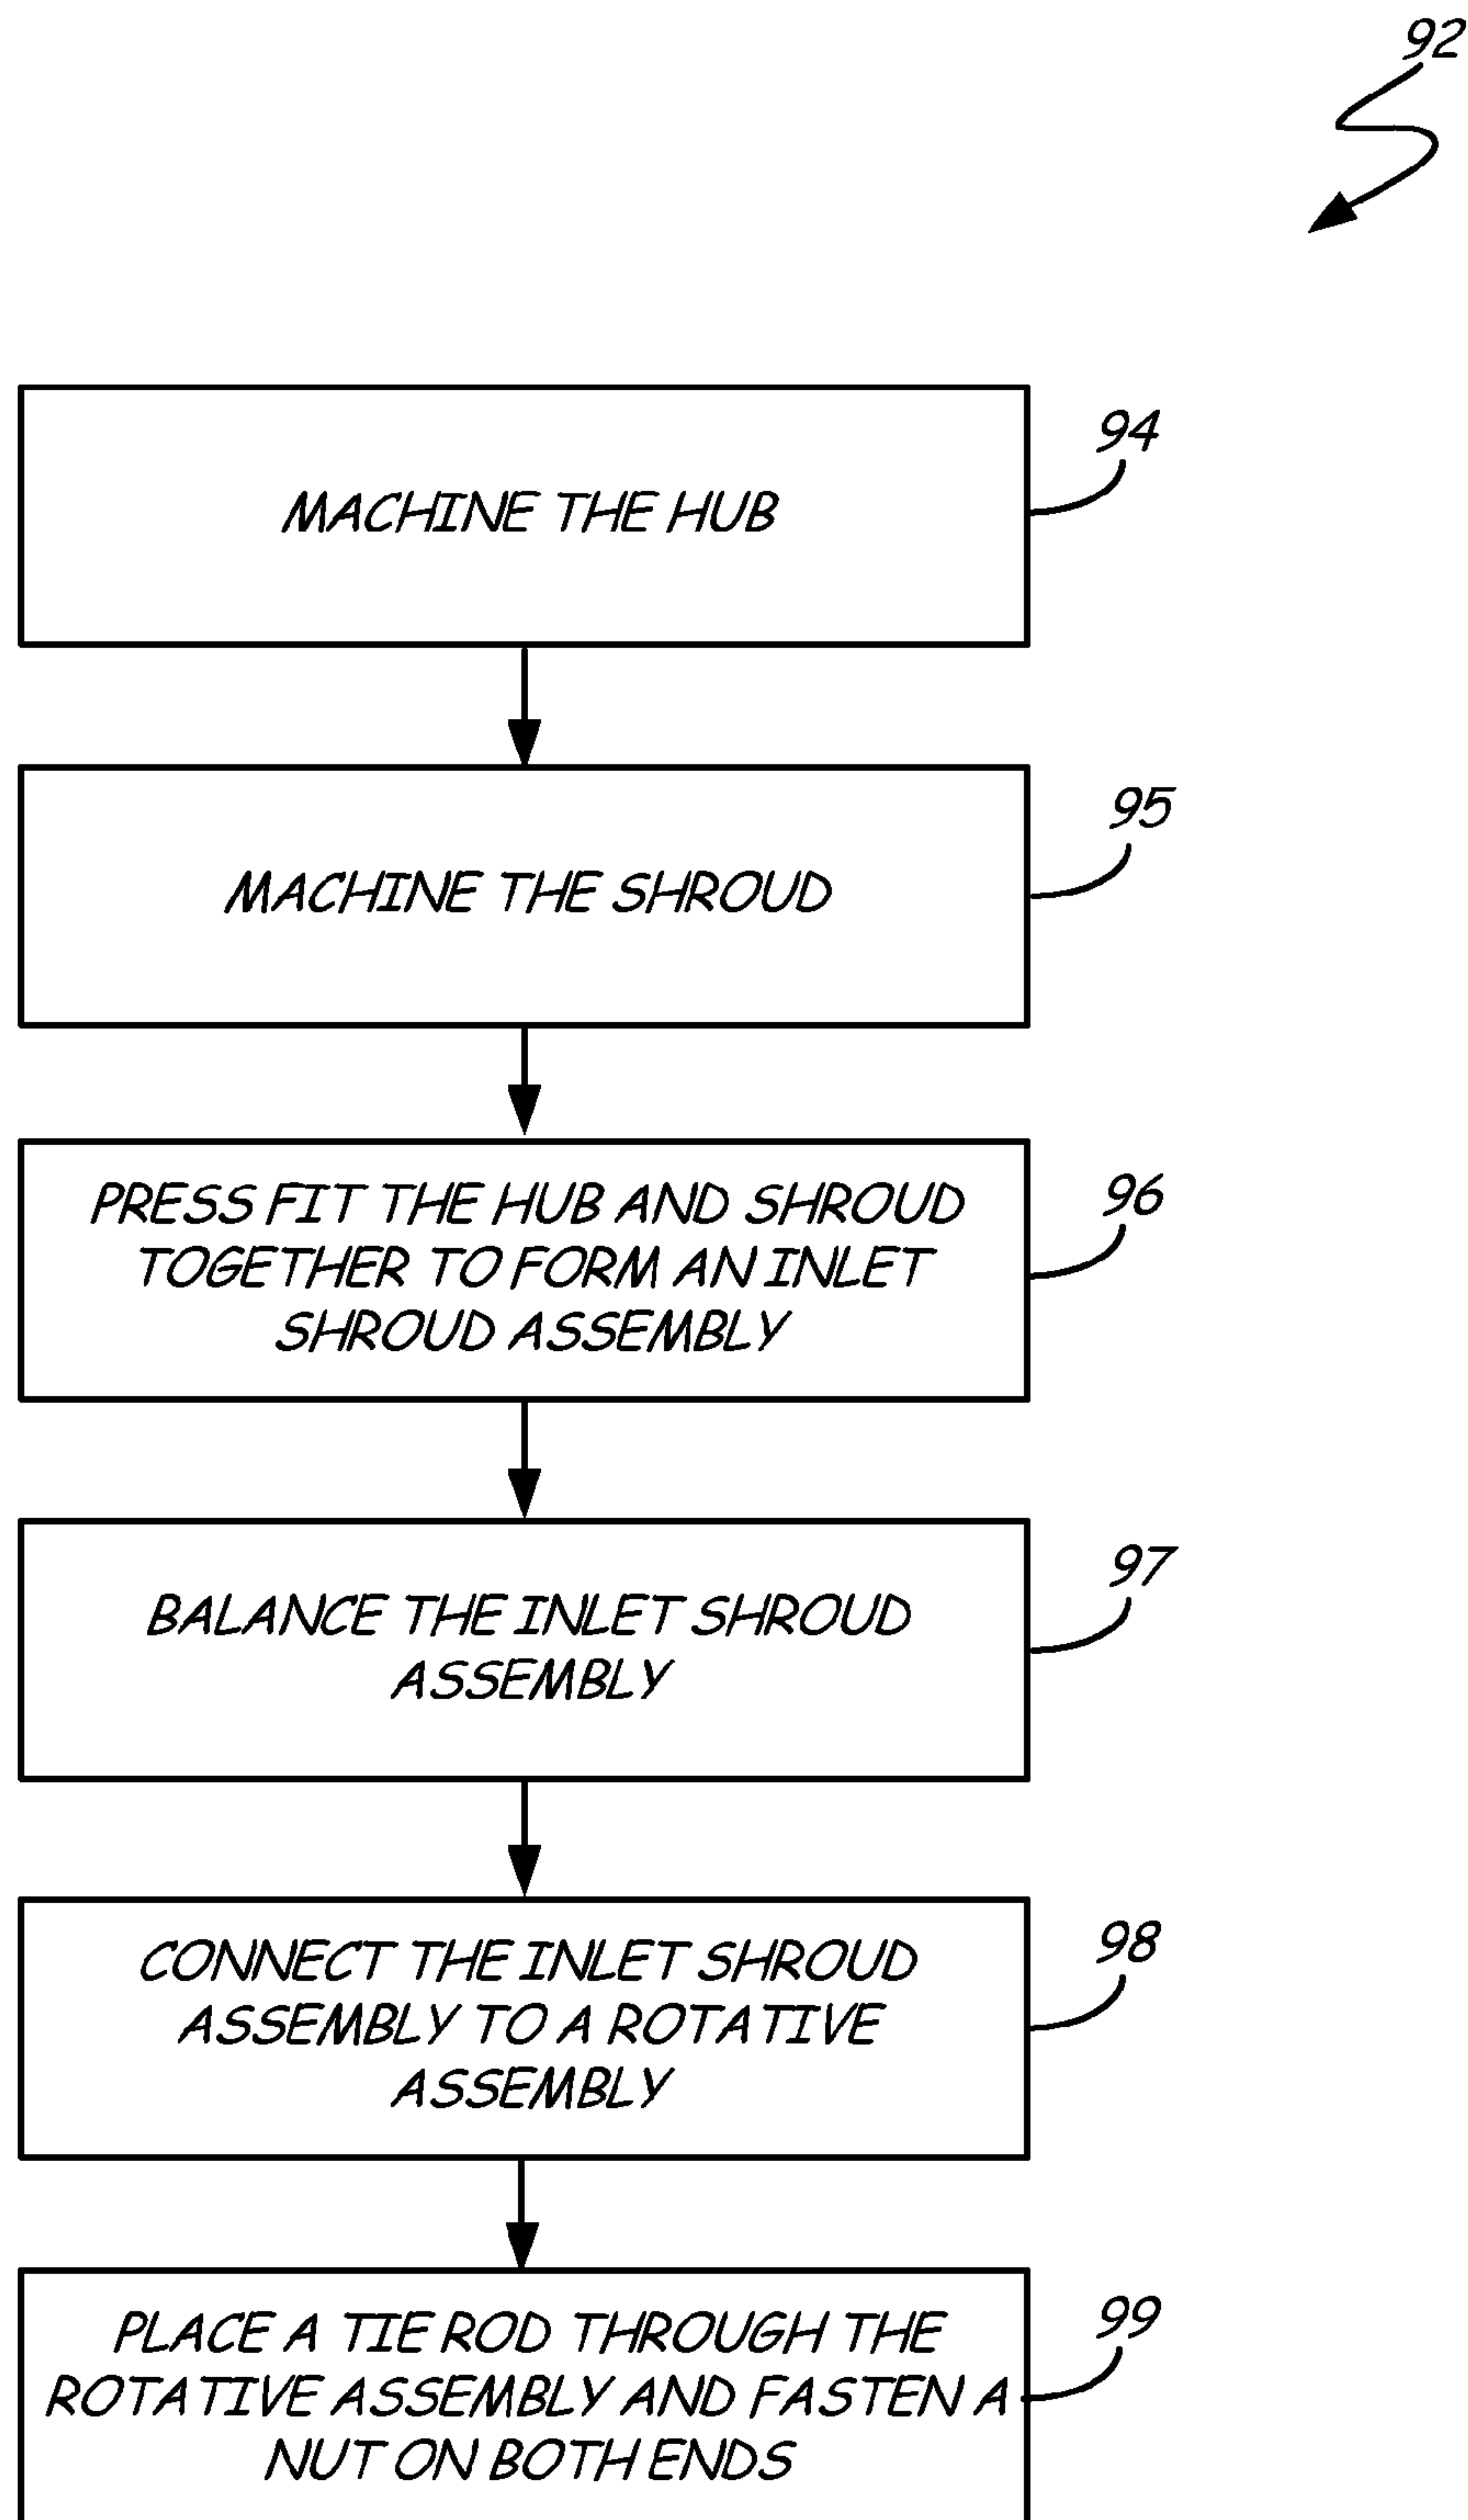 92
MACHINE THE HUB
94
MACHINE THE SHROUD
95
PRESS FIT THE HUB AND SHROUD
TOGETHER TO FORM AN INLET
SHROUD ASSEMBLY
96
BALANCE THE INLET SHROUD
ASSEMBLY
97
CONNECT THE INLET SHROUD
ASSEMBLY TO A ROTATIVE
ASSEMBLY
98
PLACE A TIE ROD THROUGH THE
ROTATIVE ASSEMBLY AND FASTEN A
NUT ON BOTH ENDS
99